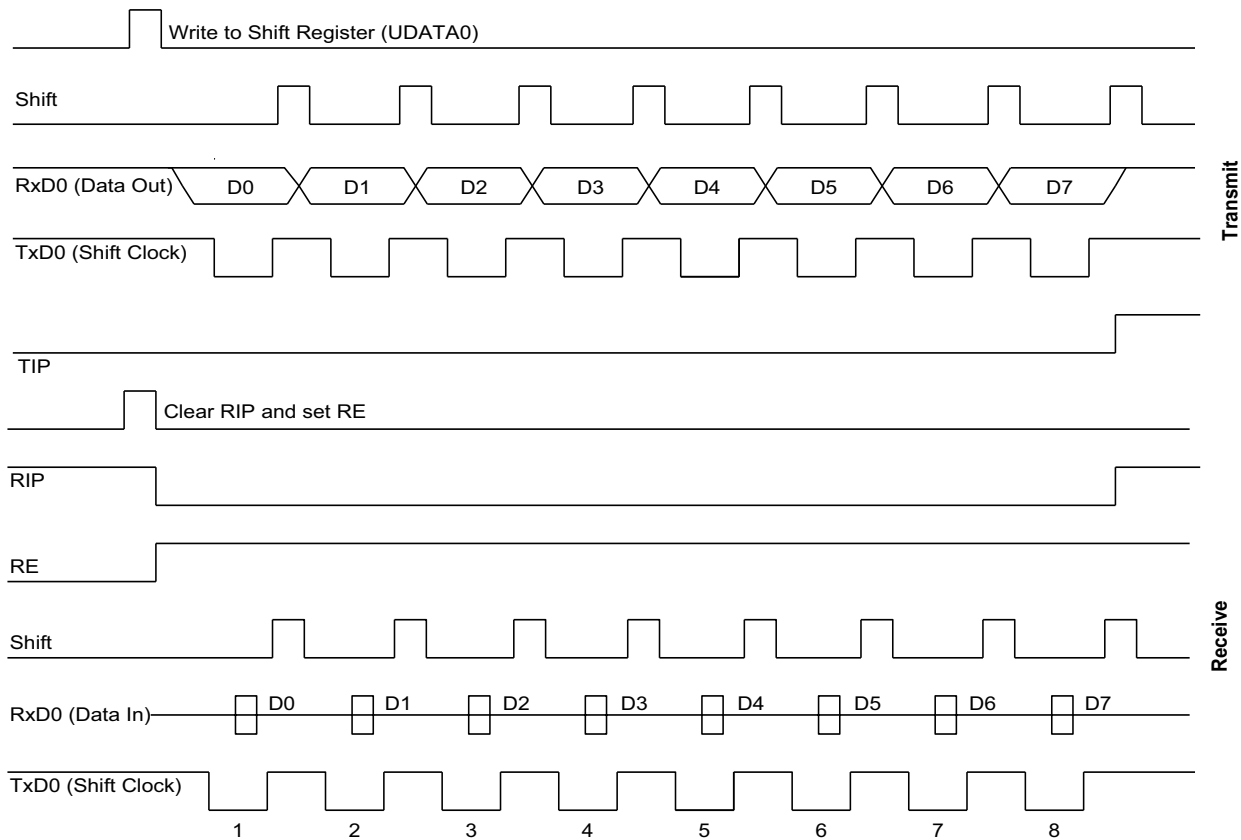 Write to Shift Register (UDATA0)
Shift
RxD0 (Data Out)
D0 D1 D2 D3 D4 D5 D6 D7
TxD0 (Shift Clock)
TIP
Transmit
Clear RIP and set RE
RIP
RE
Shift
RxD0 (Data In)
D0 D1 D2 D3 D4 D5 D6 D7
TxD0 (Shift Clock)
1 2 3 4 5 6 7 8
Receive